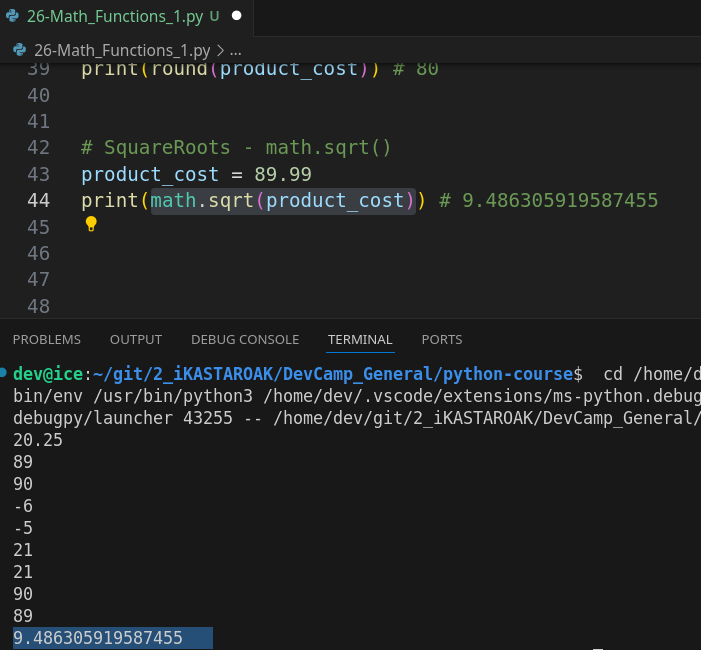 26-Math_Functions_1.py U
26-Math_Functions_1.py > ...
39 print(round(product_cost)) # 80
40
41
42 # SquareRoots - math.sqrt()
43 product_cost = 89.99
44 print(math.sqrt(product_cost)) # 9.486305919587455
45
46
47
48
PROBLEMS OUTPUT DEBUG CONSOLE TERMINAL PORTS
dev@ice:~/git/2_iKASTAROAK/DevCamp_General/python-course$  cd /home/d
bin/env /usr/bin/python3 /home/dev/.vscode/extensions/ms-python.debug
debugpy/launcher 43255 -- /home/dev/git/2_iKASTAROAK/DevCamp_General/
20.25
89
90
-6
-5
21
21
90
89
9.486305919587455